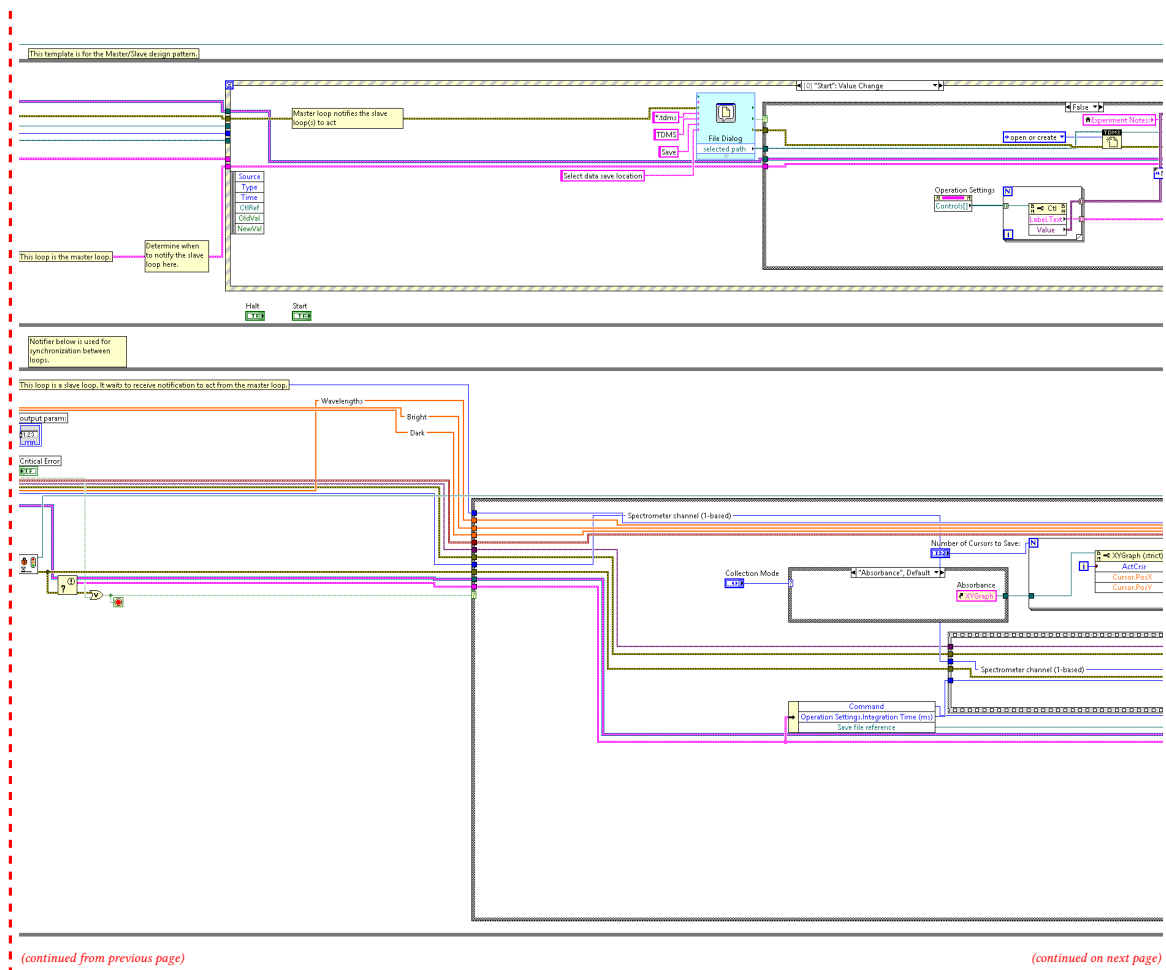 This template is for the Master/Slave design pattern.
[0] "Start": Value Change
Master loop notifies the slave
loop(s) to act
*.tdms
TDMS
Save
File Dialog
selected path
Select data save location
False
Experiment Notes:
open or create
TDMS
Source
Type
Time
CtlRef
OldVal
NewVal
Operation Settings
Controls[]
N
Ctl
Label.Text
Value
i
This loop is the master loop.
Determine when
to notify the slave
loop here.
Halt
TF
Start
TF
Notifier below is used for
synchronization between
loops.
This loop is a slave loop. It waits to receive notification to act from the master loop.
Wavelengths
Bright
Dark
output param:
1.23
Critical Error
TF
Spectrometer channel (1-based)
Number of Cursors to Save:
N
XYGraph (strict)
ActCrsr
Cursor.PosX
Cursor.PosY
i
Collection Mode
"Absorbance", Default
Absorbance
XYGraph
Spectrometer channel (1-based)
Command
Operation Settings.Integration Time (ms)
Save file reference
(continued from previous page)
(continued on next page)